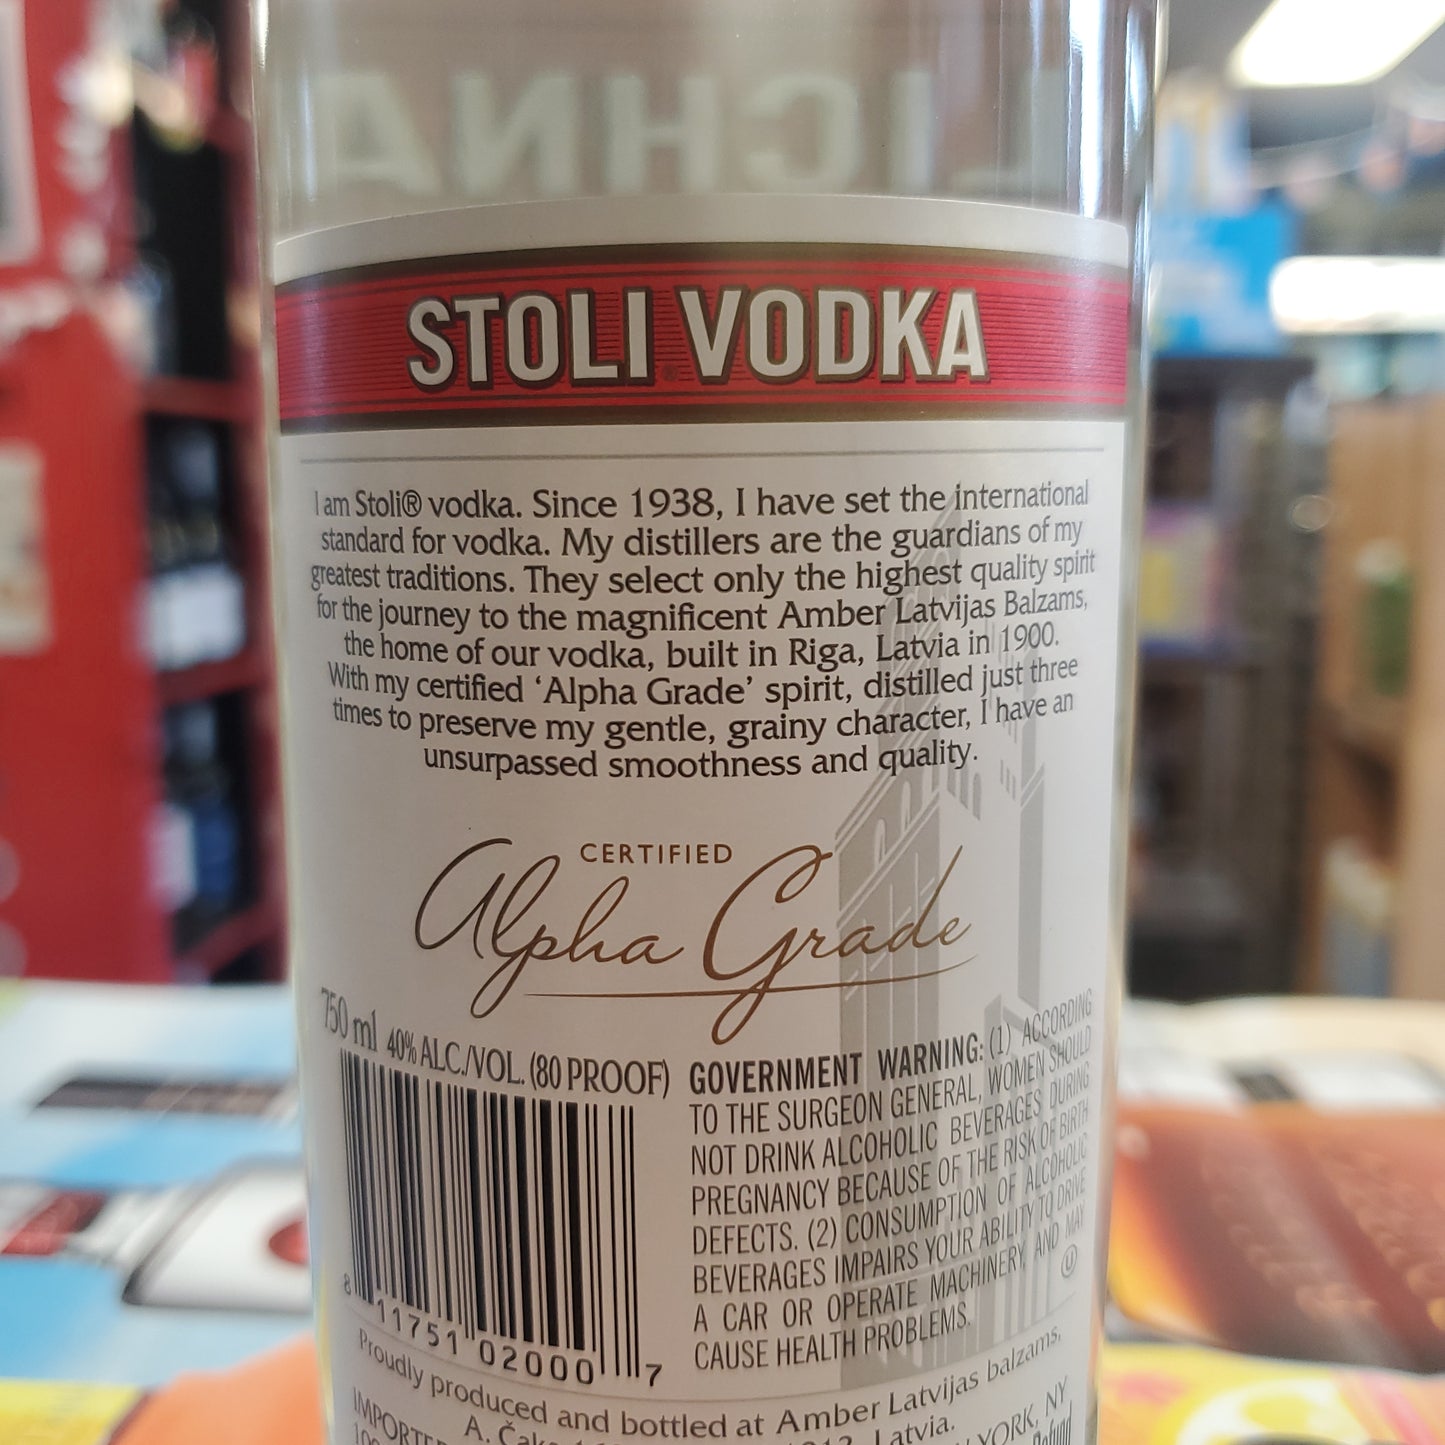 STOLI VODKA
I am Stoli® vodka. Since 1938, I have set the international
standard for vodka. My distillers are the guardians of my
greatest traditions. They select only the highest quality spirit
for the journey to the magnificent Amber Latvijas Balzams,
the home of our vodka, built in Riga, Latvia in 1900.
With my certified ‘Alpha Grade’ spirit, distilled just three
times to preserve my gentle, grainy character, I have an
unsurpassed smoothness and quality.
CERTIFIED
Alpha Grade
750 ml 40% ALC./VOL. (80 PROOF)
8 11751 02000 7
GOVERNMENT WARNING: (1) ACCORDING
TO THE SURGEON GENERAL, WOMEN SHOULD
NOT DRINK ALCOHOLIC BEVERAGES DURING
PREGNANCY BECAUSE OF THE RISK OF BIRTH
DEFECTS. (2) CONSUMPTION OF ALCOHOLIC
BEVERAGES IMPAIRS YOUR ABILITY TO DRIVE
A CAR OR OPERATE MACHINERY, AND MAY
CAUSE HEALTH PROBLEMS.
U
Proudly produced and bottled at Amber Latvijas balzams,
A. Latvia.
YORK, NY